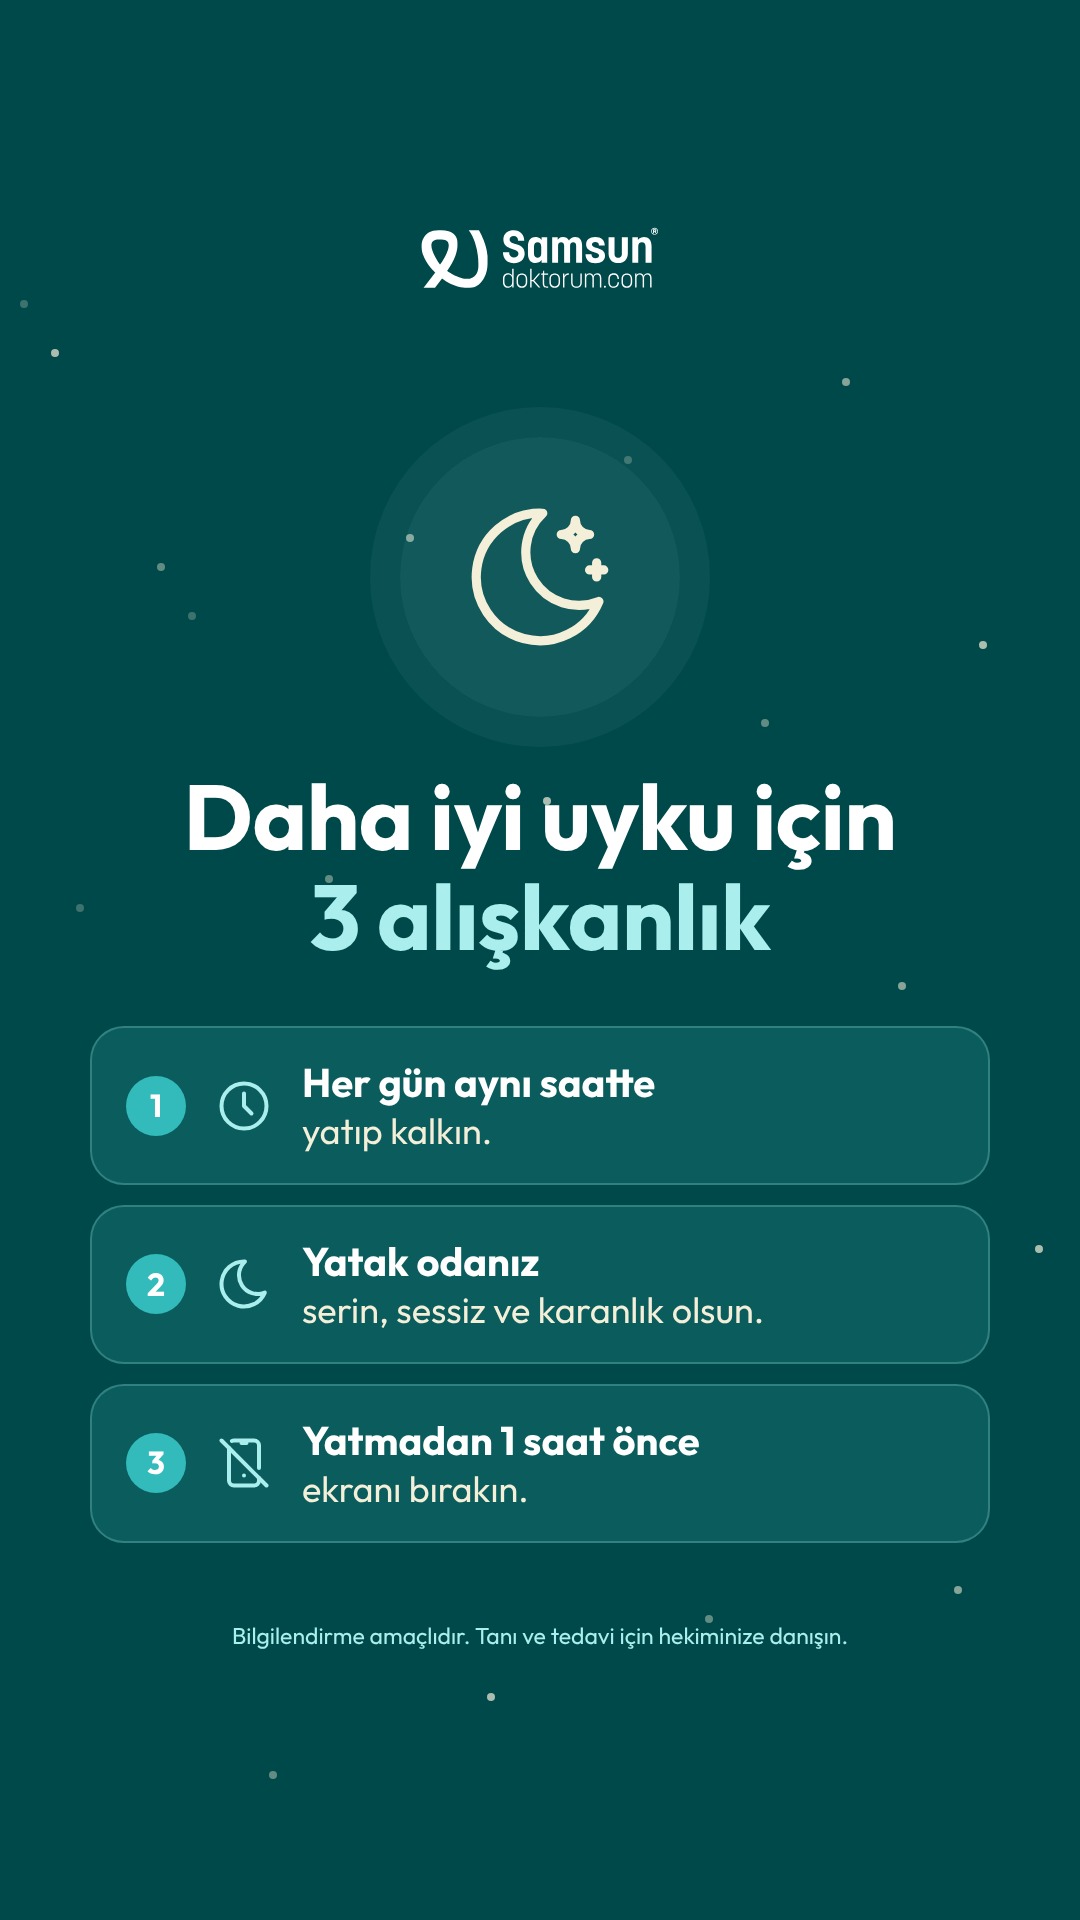 Samsun®
doktorum.com
Daha iyi uyku için
3 alışkanlık
1
Her gün aynı saatte
yatıp kalkın.
2
Yatak odanız
serin, sessiz ve karanlık olsun.
3
Yatmadan 1 saat önce
ekranı bırakın.
Bilgilendirme amaçlıdır. Tanı ve tedavi için hekiminize danışın.